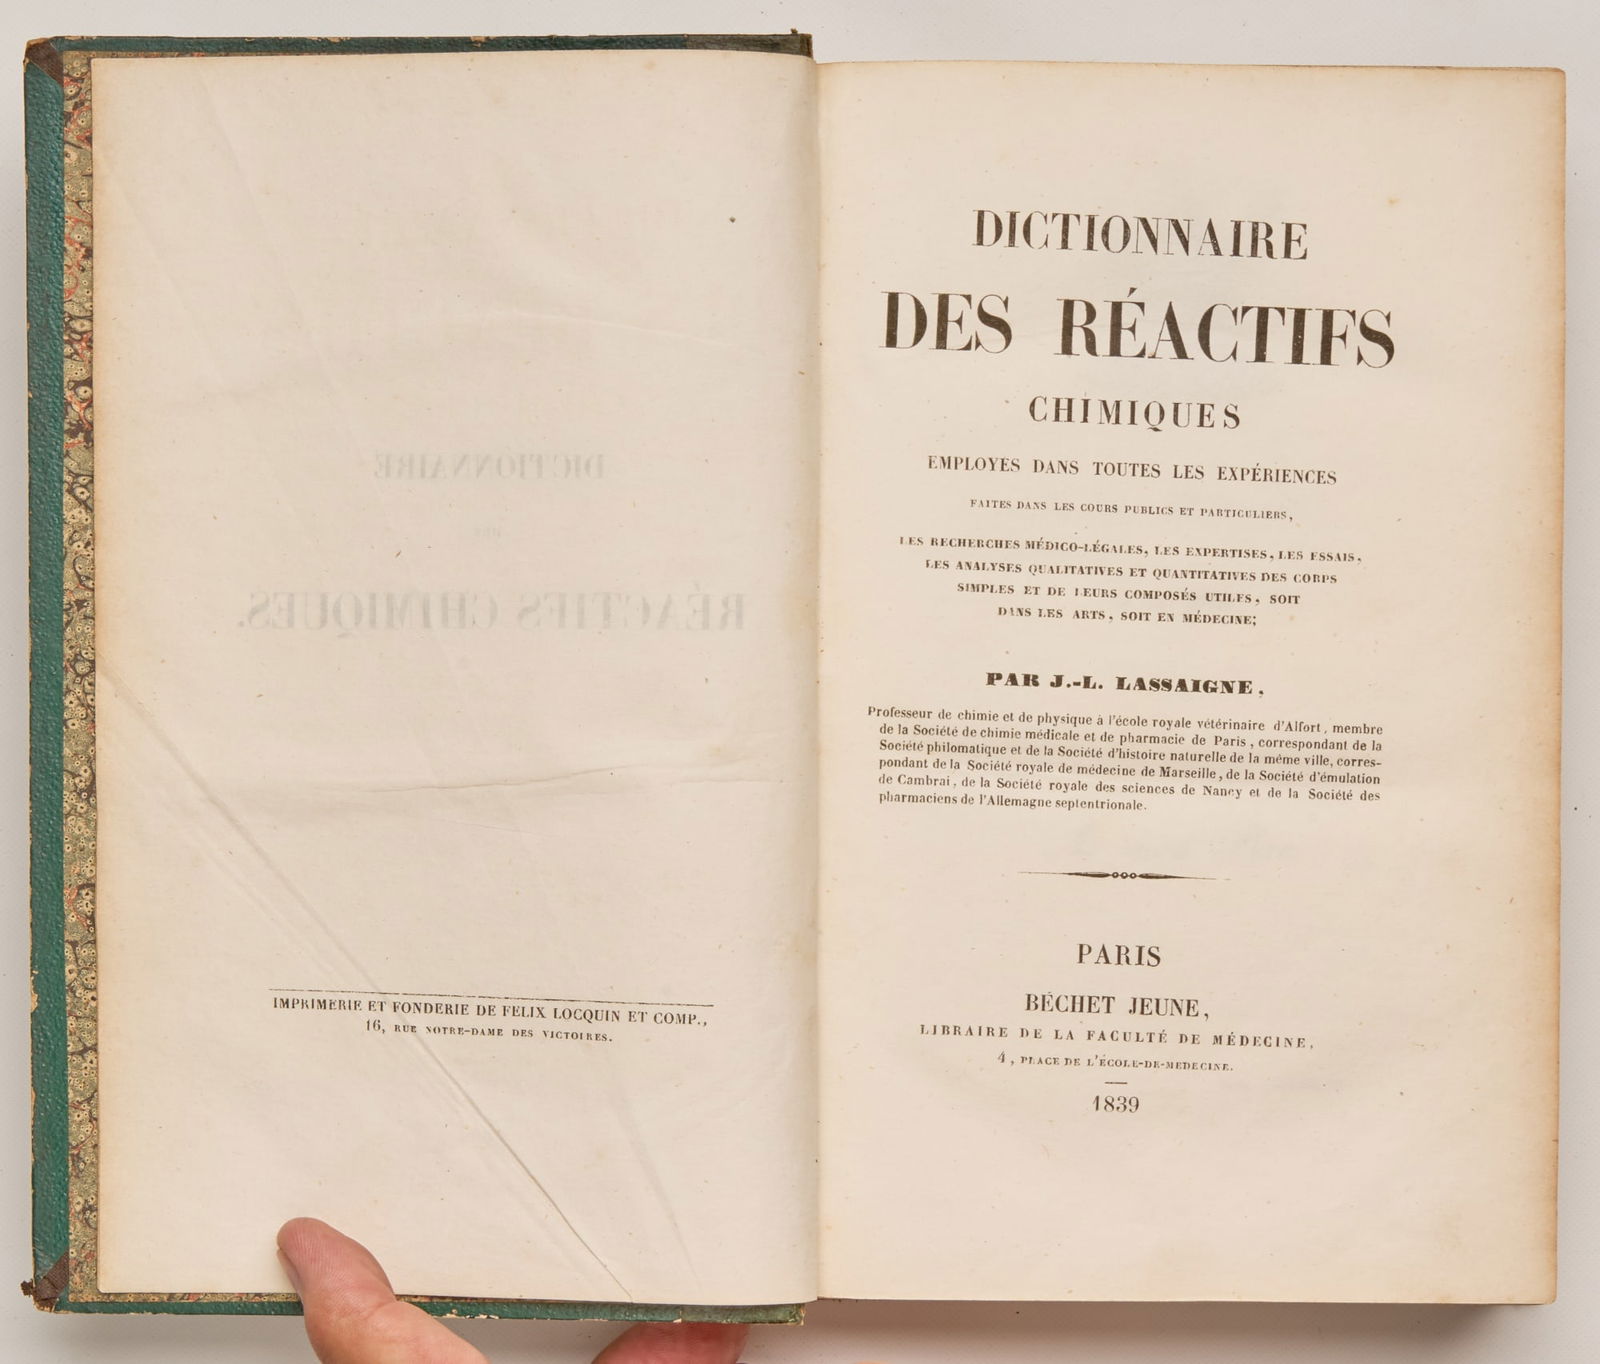 DICTIONNAIRE
RÉACTIFS CHIMIQUES.
IMPRIMERIE ET FONDERIE DE FELIX LOCQUIN ET COMP.,
16, RUE NOTRE-DAME DES VICTOIRES.
DICTIONNAIRE
DES RÉACTIFS
CHIMIQUES
EMPLOYÉS DANS TOUTES LES EXPÉRIENCES
FAITES DANS LES COURS PUBLICS ET PARTICULIERS,
LES RECHERCHES MÉDICO-LÉGALES, LES EXPERTISES, LES ESSAIS,
LES ANALYSES QUALITATIVES ET QUANTITATIVES DES CORPS
SIMPLES ET DE LEURS COMPOSÉS UTILES, SOIT
DANS LES ARTS, SOIT EN MÉDECINE;
PAR J.-L. LASSAIGNE,
Professeur de chimie et de physique à l'école royale vétérinaire d'Alfort, membre
de la Société de chimie médicale et de pharmacie de Paris, correspondant de la
Société philomatique et de la Société d'histoire naturelle de la même ville, corres-
pondant de la Société royale de médecine de Marseille, de la Société d'émulation
de Cambrai, de la Société royale des sciences de Nancy et de la Société des
pharmaciens de l'Allemagne septentrionale.
PARIS
BÉCHET JEUNE,
LIBRAIRE DE LA FACULTÉ DE MÉDECINE,
4, PLACE DE L'ÉCOLE-DE-MEDECINE.
1839